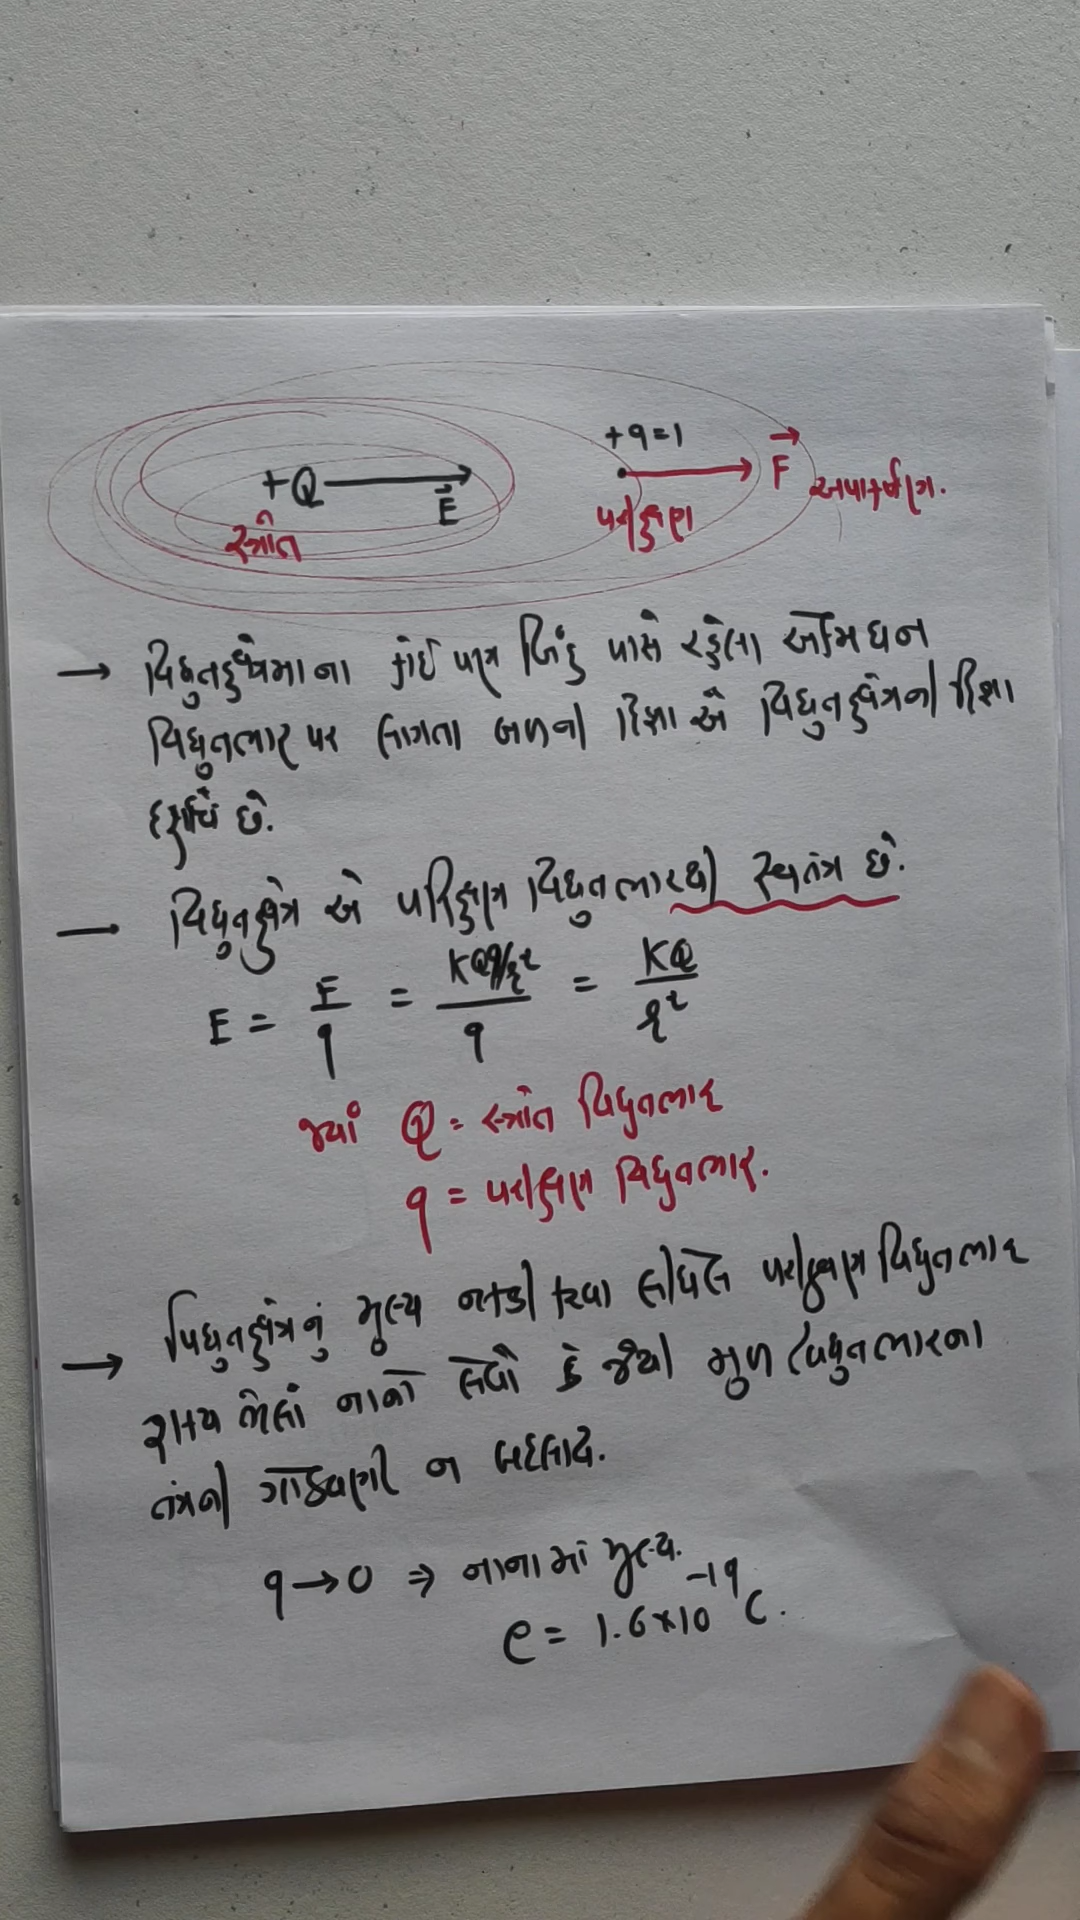 +q=1
+Q → E⃗
F⃗
અપાકર્ષણ.
સ્ત્રોત
પરીક્ષણ
→ વિદ્યુતક્ષેત્રમાના કોઈ પણ બિંદુ પાસે રહેલા એકમ ધન
વિદ્યુતભાર પર લાગતા બળની દિશા એ વિદ્યુતક્ષેત્રની દિશા
દર્શાવે છે.
— વિદ્યુતક્ષેત્ર એ પરિક્ષણ વિદ્યુતભારથી સ્વતંત્ર છે.
E = F/q = (KQq/r²)/q = KQ/r²
જ્યાં Q = સ્ત્રોત વિદ્યુતભાર
q = પરીક્ષણ વિદ્યુતભાર.
→ વિદ્યુતક્ષેત્રનું મૂલ્ય નક્કી કરવા લીધેલ પરીક્ષણ વિદ્યુતભાર
શક્ય તેટલો નાનો લેવો કે જેથી મુળ વિદ્યુતભારના
તંત્રની ગોઠવણી ન બદલાય.
q→0 ⇒ નાનામાં મુલ્ય.
e = 1.6×10⁻¹⁹ C.